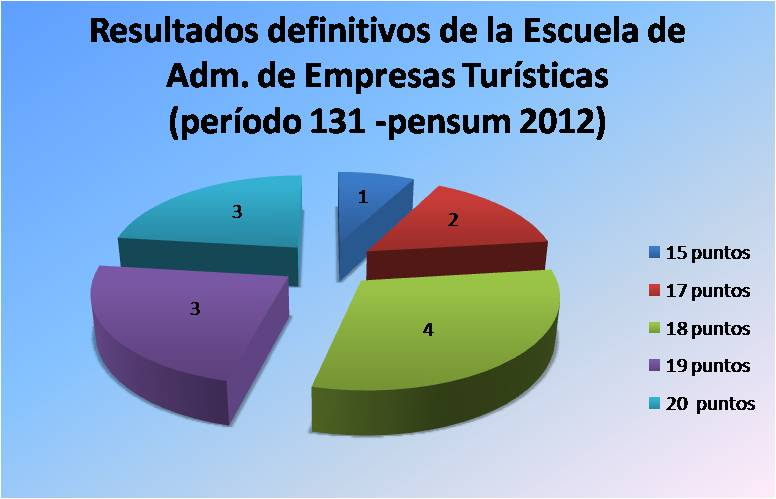 Resultados definitivos de la Escuela de
Adm. de Empresas Turísticas
(período 131 -pensum 2012)
1
2
3
3
4
15 puntos
17 puntos
18 puntos
19 puntos
20 puntos